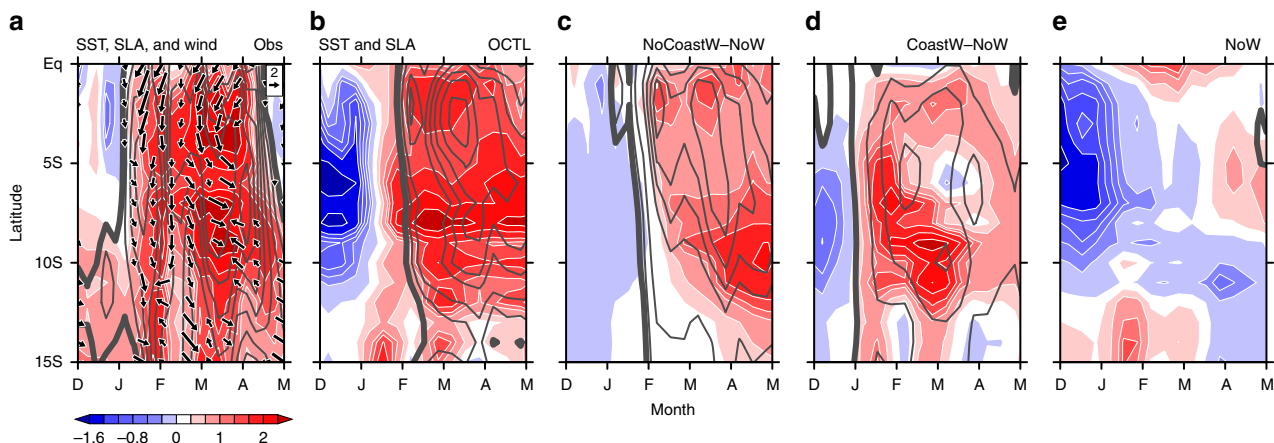 a b c d e
SST, SLA, and wind Obs SST and SLA OCTL NoCoastW–NoW CoastW–NoW NoW
Eq
2
5S
10S
15S
Latitude
D J F M A M D J F M A M D J F M A M D J F M A M D J F M A M
Month
−1.6 −0.8 0 1 2